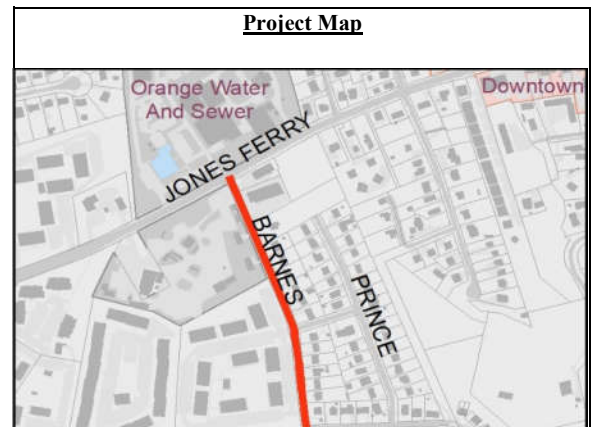 Project Map
Orange Water
And Sewer
Downtown
JONES FERRY
BARNES
PRINCE